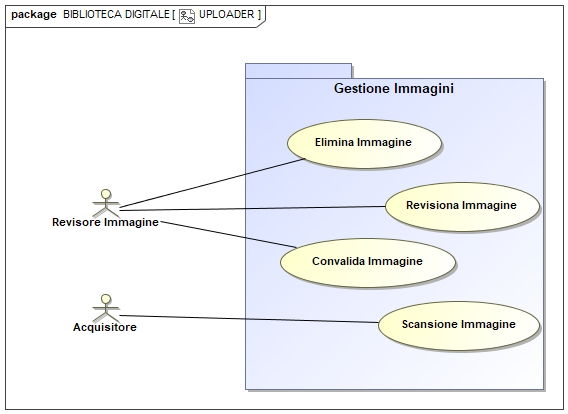 package BIBLIOTECA DIGITALE [ UPLOADER ]
Gestione Immagini
Elimina Immagine
Revisiona Immagine
Revisore Immagine
Convalida Immagine
Scansione Immagine
Acquisitore